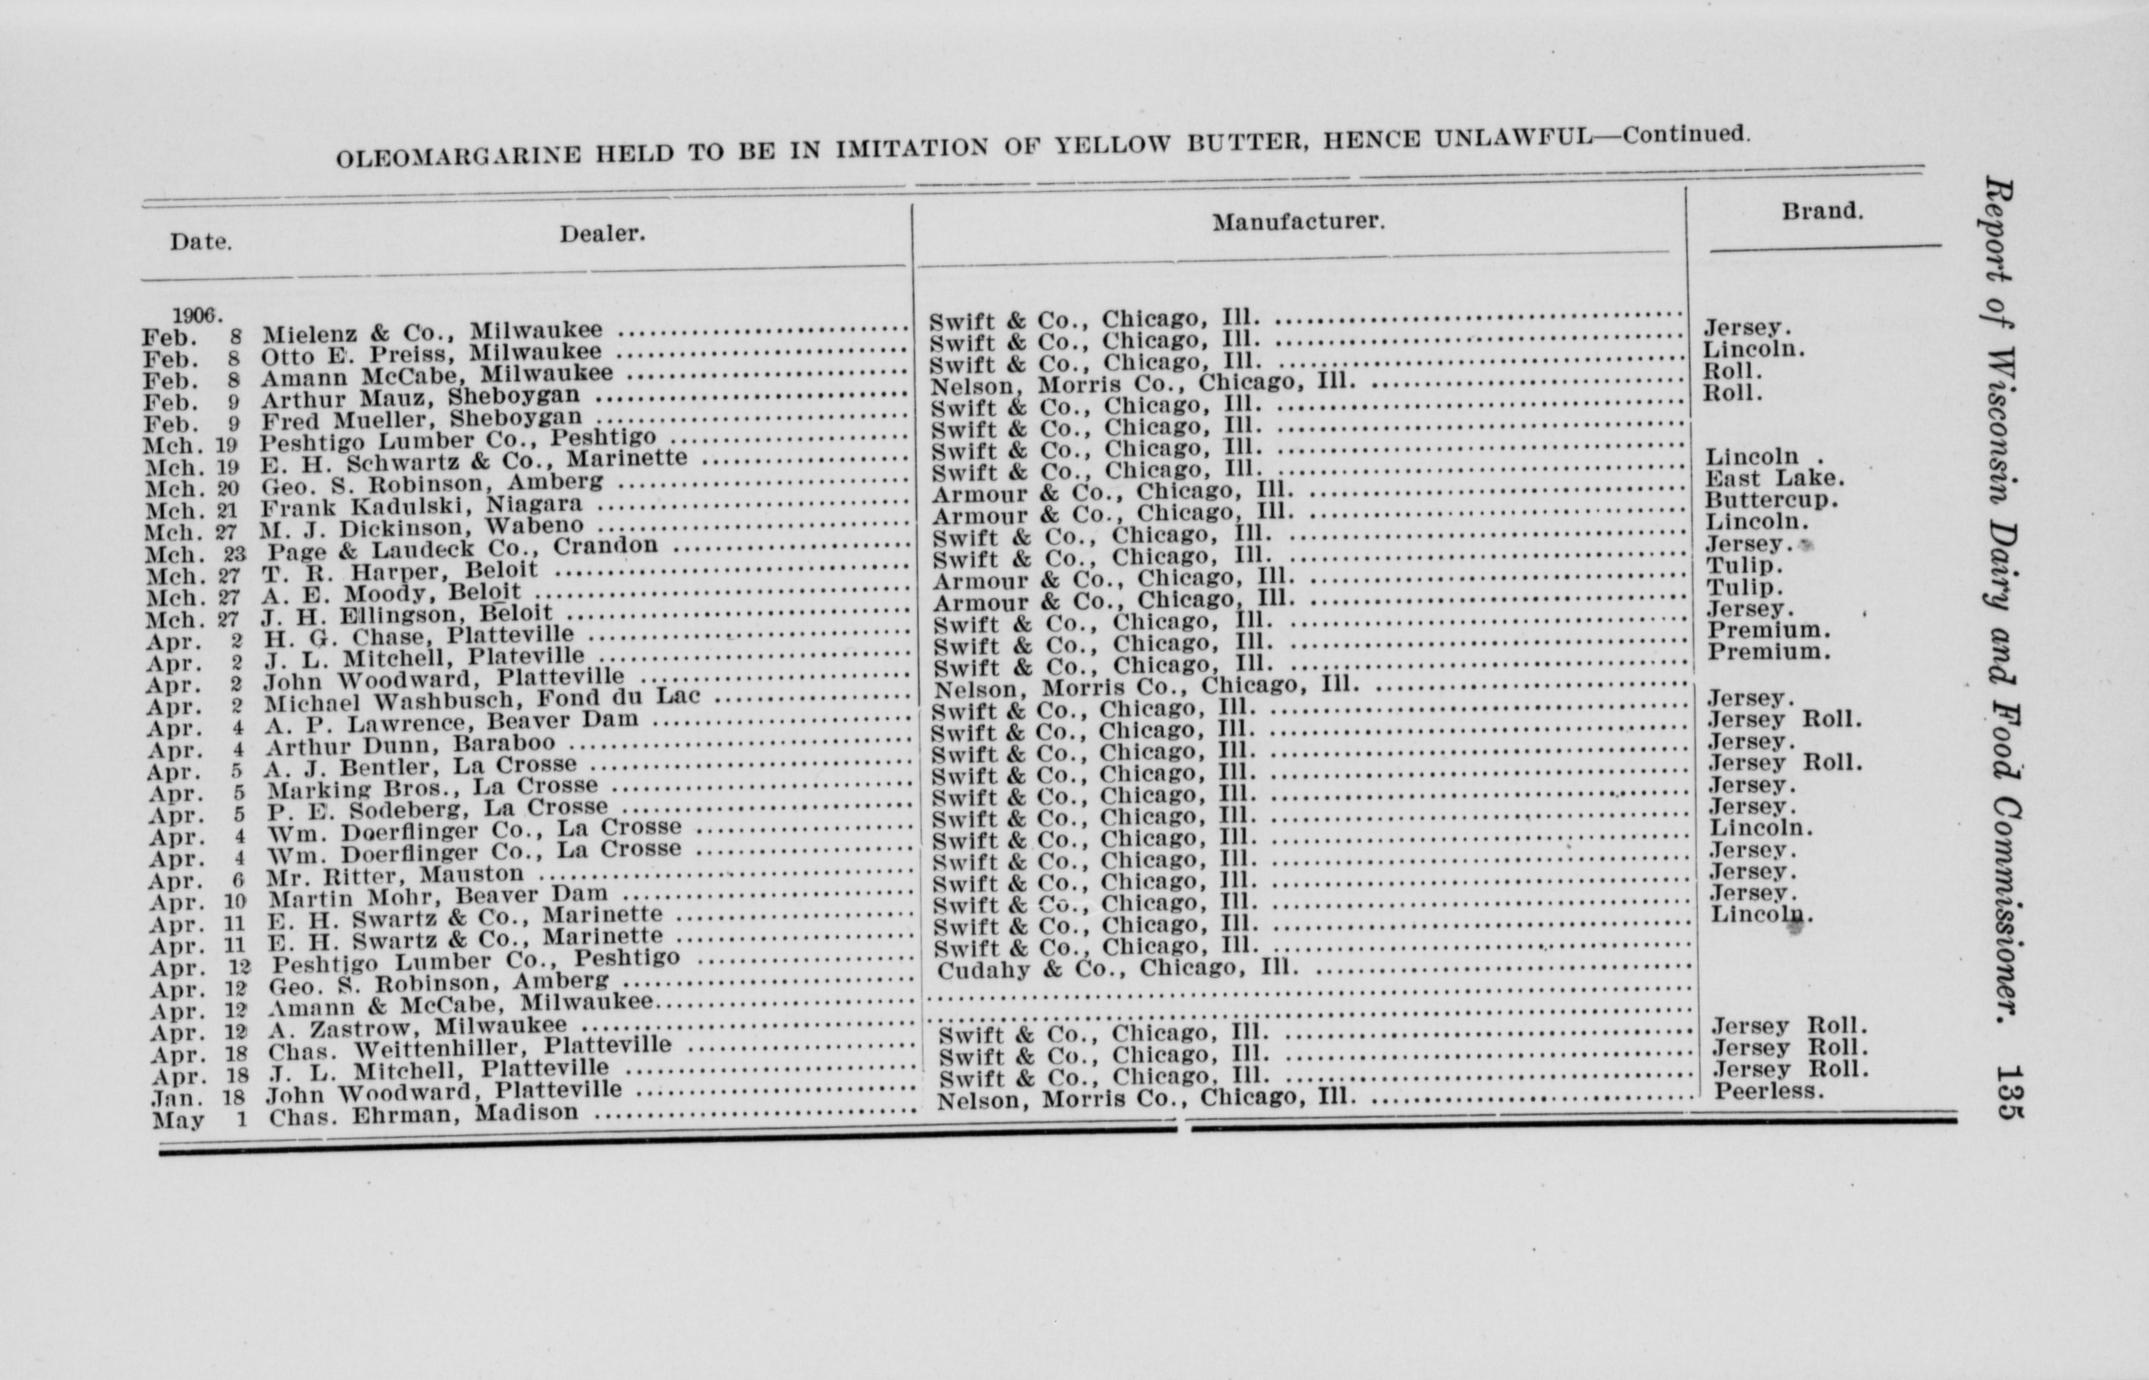 OLEOMARGARINE HELD TO BE IN IMITATION OF YELLOW BUTTER, HENCE UNLAWFUL—Continued.
Date. Dealer. Manufacturer. Brand.
1906.
Feb. 8 Mielenz & Co., Milwaukee Swift & Co., Chicago, Ill. Jersey.
Feb. 8 Otto E. Preiss, Milwaukee Swift & Co., Chicago, Ill. Lincoln.
Feb. 8 Amann McCabe, Milwaukee Swift & Co., Chicago, Ill. Roll.
Feb. 9 Arthur Mauz, Sheboygan Nelson, Morris Co., Chicago, Ill. Roll.
Feb. 9 Fred Mueller, Sheboygan Swift & Co., Chicago, Ill.
Mch. 19 Peshtigo Lumber Co., Peshtigo Swift & Co., Chicago, Ill.
Mch. 19 E. H. Schwartz & Co., Marinette Swift & Co., Chicago, Ill. Lincoln .
Mch. 20 Geo. S. Robinson, Amberg Swift & Co., Chicago, Ill. East Lake.
Mch. 21 Frank Kadulski, Niagara Armour & Co., Chicago, Ill. Buttercup.
Mch. 27 M. J. Dickinson, Wabeno Armour & Co., Chicago, Ill. Lincoln.
Mch. 23 Page & Laudeck Co., Crandon Swift & Co., Chicago, Ill. Jersey.
Mch. 27 T. R. Harper, Beloit Swift & Co., Chicago, Ill. Tulip.
Mch. 27 A. E. Moody, Beloit Armour & Co., Chicago, Ill. Tulip.
Mch. 27 J. H. Ellingson, Beloit Armour & Co., Chicago, Ill. Jersey.
Apr. 2 H. G. Chase, Platteville Swift & Co., Chicago, Ill. Premium.
Apr. 2 J. L. Mitchell, Plateville Swift & Co., Chicago, Ill. Premium.
Apr. 2 John Woodward, Platteville Swift & Co., Chicago, Ill.
Apr. 2 Michael Washbusch, Fond du Lac Nelson, Morris Co., Chicago, Ill. Jersey.
Apr. 4 A. P. Lawrence, Beaver Dam Swift & Co., Chicago, Ill. Jersey Roll.
Apr. 4 Arthur Dunn, Baraboo Swift & Co., Chicago, Ill. Jersey.
Apr. 5 A. J. Bentler, La Crosse Swift & Co., Chicago, Ill. Jersey Roll.
Apr. 5 Marking Bros., La Crosse Swift & Co., Chicago, Ill. Jersey.
Apr. 5 P. E. Sodeberg, La Crosse Swift & Co., Chicago, Ill. Jersey.
Apr. 4 Wm. Doerflinger Co., La Crosse Swift & Co., Chicago, Ill. Lincoln.
Apr. 4 Wm. Doerflinger Co., La Crosse Swift & Co., Chicago, Ill. Jersey.
Apr. 6 Mr. Ritter, Mauston Swift & Co., Chicago, Ill. Jersey.
Apr. 10 Martin Mohr, Beaver Dam Swift & Co., Chicago, Ill. Jersey.
Apr. 11 E. H. Swartz & Co., Marinette Swift & Co., Chicago, Ill. Lincoln.
Apr. 11 E. H. Swartz & Co., Marinette Swift & Co., Chicago, Ill.
Apr. 12 Peshtigo Lumber Co., Peshtigo Swift & Co., Chicago, Ill.
Apr. 12 Geo. S. Robinson, Amberg Cudahy & Co., Chicago, Ill.
Apr. 12 Amann & McCabe, Milwaukee
Apr. 12 A. Zastrow, Milwaukee
Apr. 18 Chas. Weittenhiller, Platteville Swift & Co., Chicago, Ill. Jersey Roll.
Apr. 18 J. L. Mitchell, Platteville Swift & Co., Chicago, Ill. Jersey Roll.
Jan. 18 John Woodward, Platteville Swift & Co., Chicago, Ill. Jersey Roll.
May 1 Chas. Ehrman, Madison Nelson, Morris Co., Chicago, Ill. Peerless.
Report of Wisconsin Dairy and Food Commissioner. 135